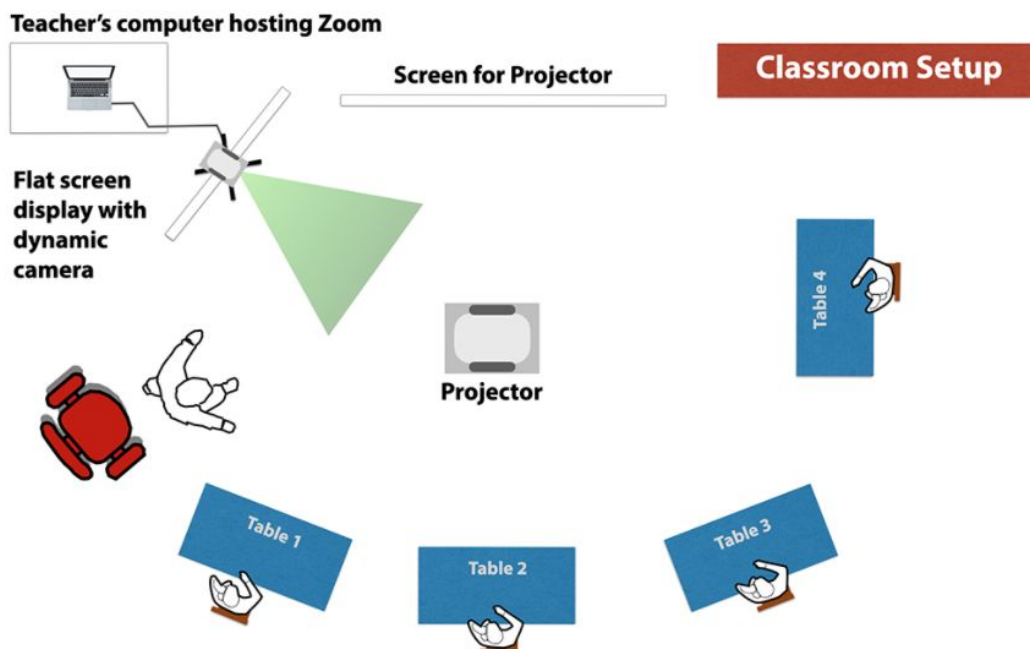 Teacher’s computer hosting Zoom
Screen for Projector
Classroom Setup
Flat screen
display with
dynamic
camera
Table 4
Projector
Table 1
Table 2
Table 3